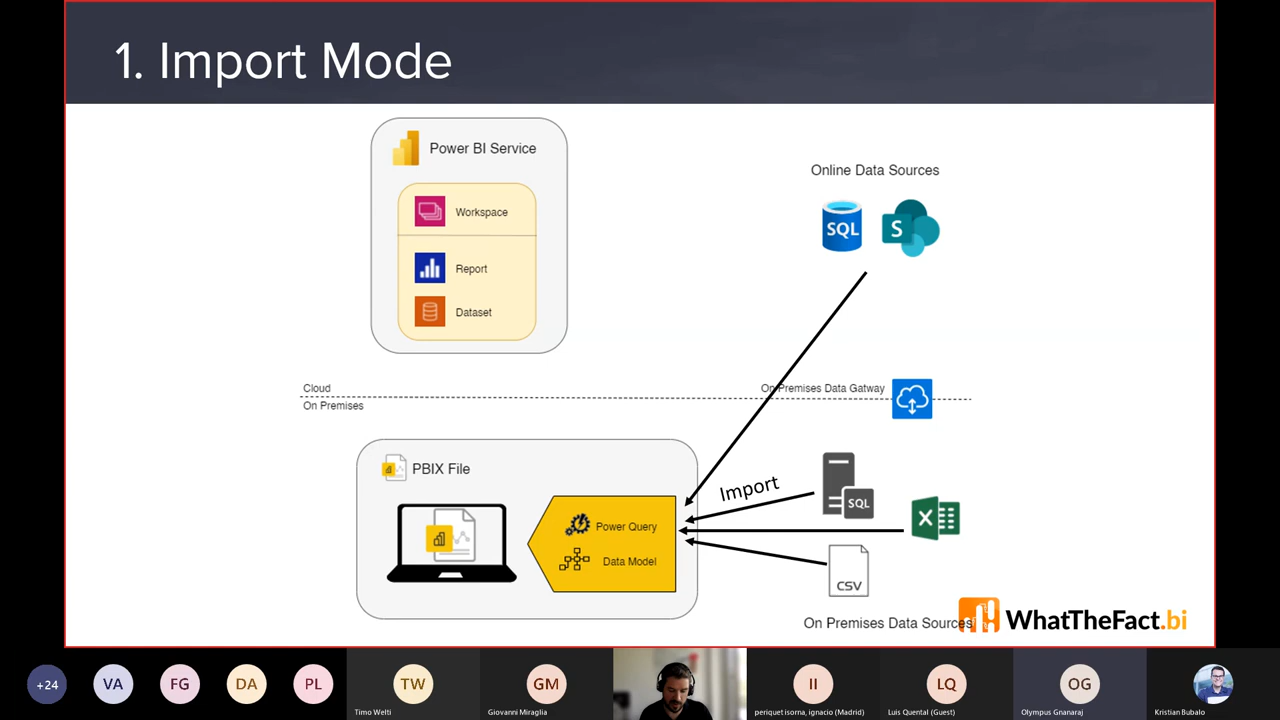 1. Import Mode
Power BI Service
Workspace
Report
Dataset
Online Data Sources
SQL
S
Cloud
On Premises Data Gatway
On Premises
PBIX File
Import
Power Query
Data Model
SQL
X
CSV
On Premises Data Sources
WhatTheFact.bi
+24
VA
FG
DA
PL
TW
Timo Welti
GM
Giovanni Miraglia
II
periquet isorna, ignacio (Madrid)
LQ
Luis Quental (Guest)
OG
Olympus Gnanaraj
Kristian Bubalo